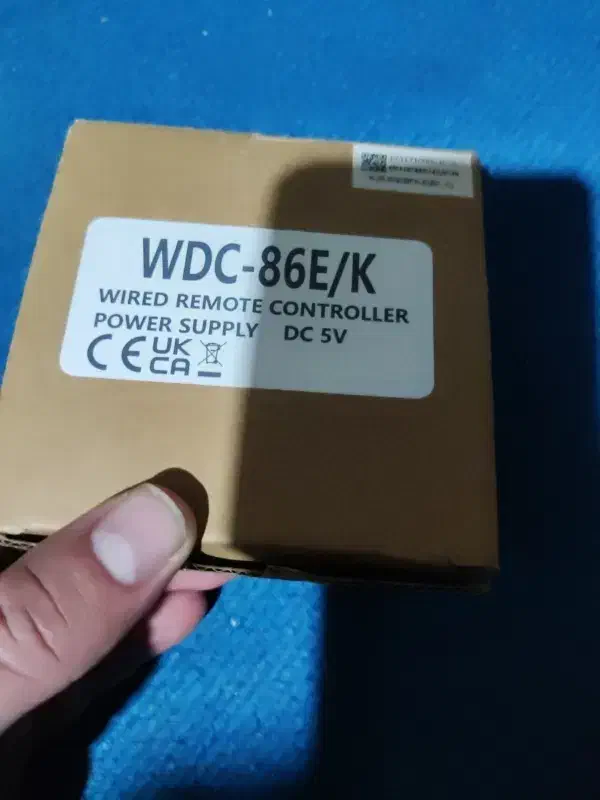 WDC-86E/K
WIRED REMOTE CONTROLLER
POWER SUPPLY DC 5V
CE UK
CA